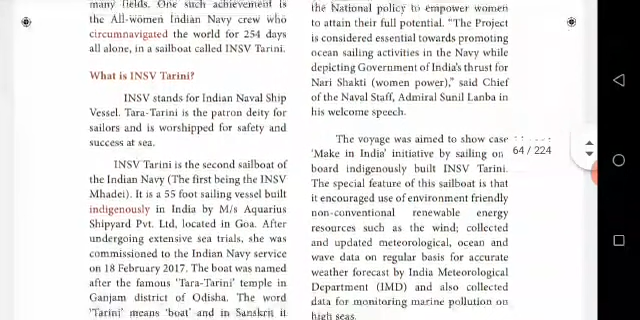 many fields. One such achievement is
the All-women Indian Navy crew who
circumnavigated the world for 254 days
all alone, in a sailboat called INSV Tarini.
What is INSV Tarini?
INSV stands for Indian Naval Ship
Vessel. Tara-Tarini is the patron deity for
sailors and is worshipped for safety and
success at sea.
INSV Tarini is the second sailboat of
the Indian Navy (The first being the INSV
Mhadei). It is a 55 foot sailing vessel built
indigenously in India by M/s Aquarius
Shipyard Pvt. Ltd, located in Goa. After
undergoing extensive sea trials, she was
commissioned to the Indian Navy service
on 18 February 2017. The boat was named
after the famous 'Tara-Tarini' temple in
Ganjam district of Odisha. The word
'Tarini' means 'boat' and in Sanskrit it
the National policy to empower women
to attain their full potential. "The Project
is considered essential towards promoting
ocean sailing activities in the Navy while
depicting Government of India's thrust for
Nari Shakti (women power)," said Chief
of the Naval Staff, Admiral Sunil Lanba in
his welcome speech.
The voyage was aimed to show case
'Make in India' initiative by sailing on
board indigenously built INSV Tarini.
The special feature of this sailboat is that
it encouraged use of environment friendly
non-conventional renewable energy
resources such as the wind; collected
and updated meteorological, ocean and
wave data on regular basis for accurate
weather forecast by India Meteorological
Department (IMD) and also collected
data for monitoring marine pollution on
high seas.
64 / 224